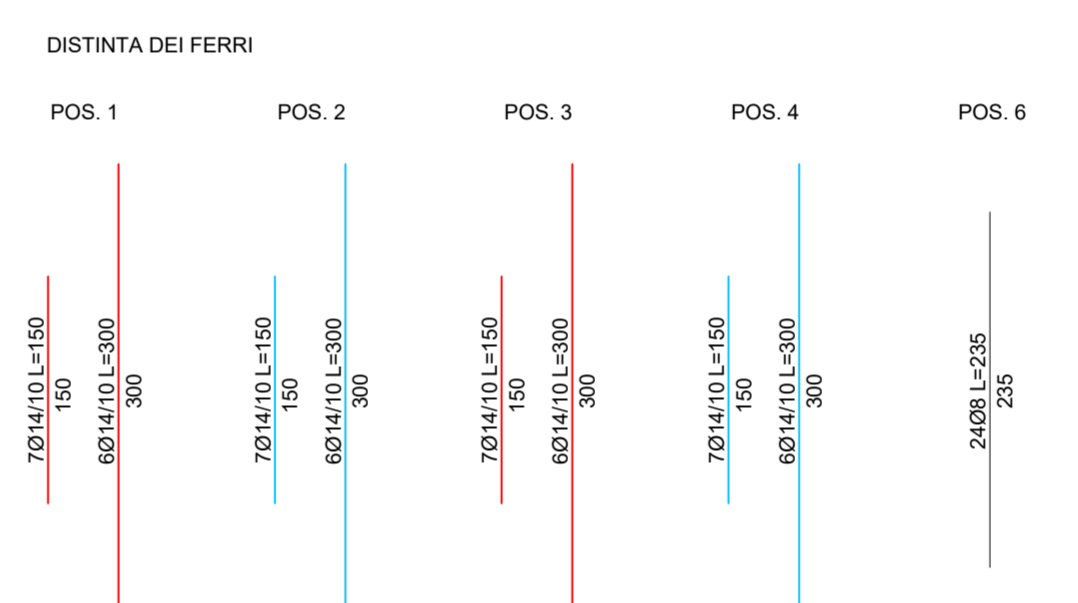 DISTINTA DEI FERRI
POS. 1
POS. 2
POS. 3
POS. 4
POS. 6
7Ø14/10 L=150
150
6Ø14/10 L=300
300
7Ø14/10 L=150
150
6Ø14/10 L=300
300
7Ø14/10 L=150
150
6Ø14/10 L=300
300
7Ø14/10 L=150
150
6Ø14/10 L=300
300
24Ø8 L=235
235